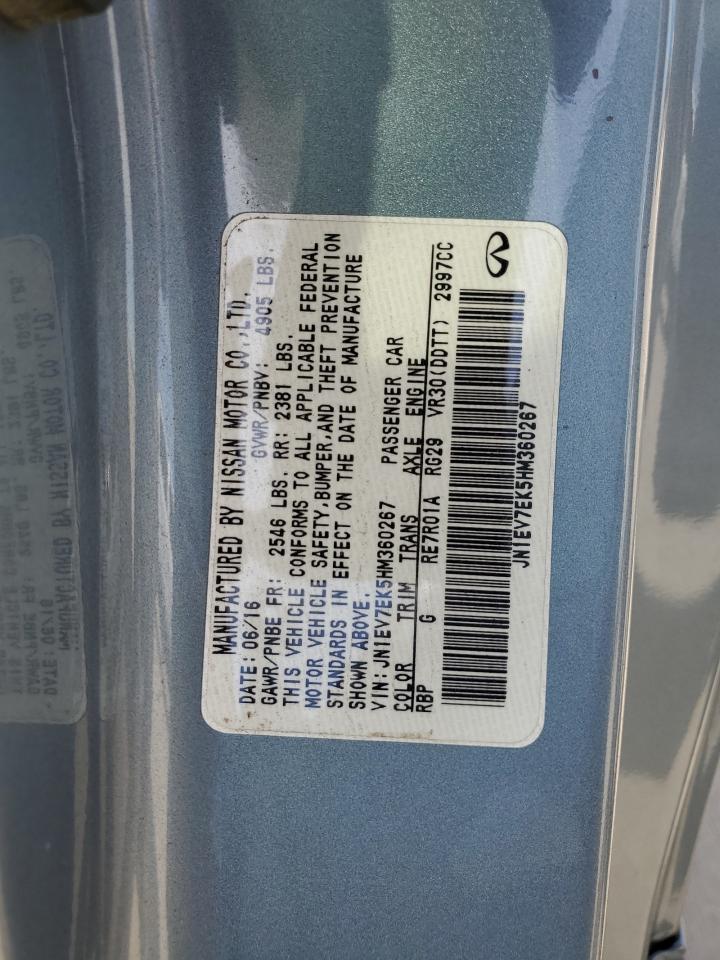 MANUFACTURED BY NISSAN MOTOR CO.,LTD.
DATE: 06/16 GVWR/PNBV: 4905 LBS.
GAWR/PNBE FR: 2546 LBS. RR: 2381 LBS.
THIS VEHICLE CONFORMS TO ALL APPLICABLE FEDERAL
MOTOR VEHICLE SAFETY,BUMPER,AND THEFT PREVENTION
STANDARDS IN EFFECT ON THE DATE OF MANUFACTURE
SHOWN ABOVE.
VIN:JN1EV7EK5HM360267 PASSENGER CAR
COLOR TRIM TRANS AXLE ENGINE
RBP G RE7R01A RG29 VR30(DDTT) 2997CC
JN1EV7EK5HM360267